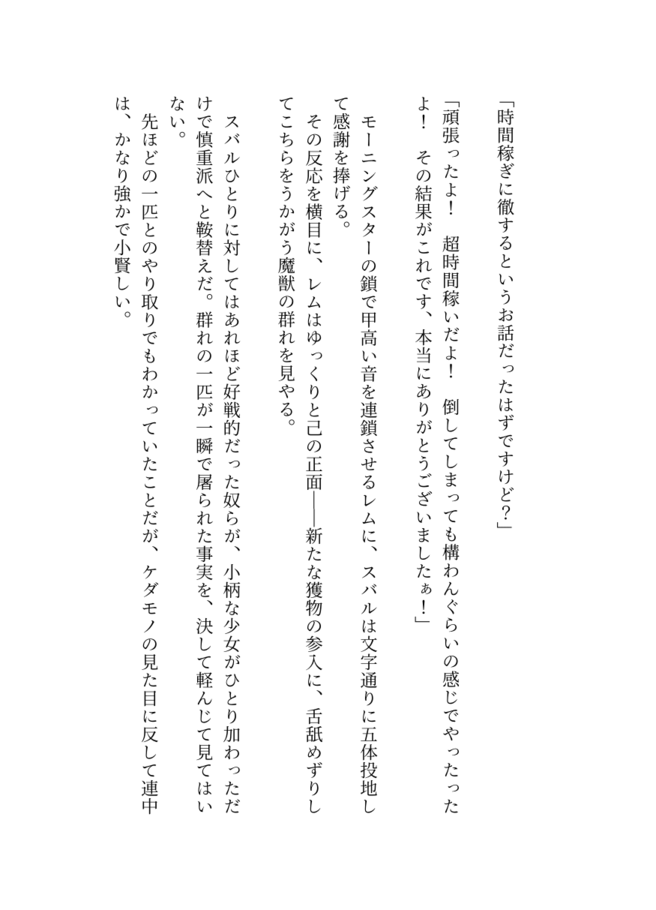 「時間稼ぎに徹するというお話だったはずですけど？」
「頑張ったよ！　超時間稼いだよ！　倒してしまっても構わんぐらいの感じでやったった
よ！　その結果がこれです、本当にありがとうございましたぁ！」
　モーニングスターの鎖で甲高い音を連鎖させるレムに、スバルは文字通りに五体投地し
て感謝を捧げる。
　その反応を横目に、レムはゆっくりと己の正面――新たな獲物の参入に、舌舐めずりし
てこちらをうかがう魔獣の群れを見やる。
　スバルひとりに対してはあれほど好戦的だった奴らが、小柄な少女がひとり加わっただ
けで慎重派へと鞍替えだ。群れの一匹が一瞬で屠られた事実を、決して軽んじて見てはい
ない。
　先ほどの一匹とのやり取りでもわかっていたことだが、ケダモノの見た目に反して連中
は、かなり強かで小賢しい。